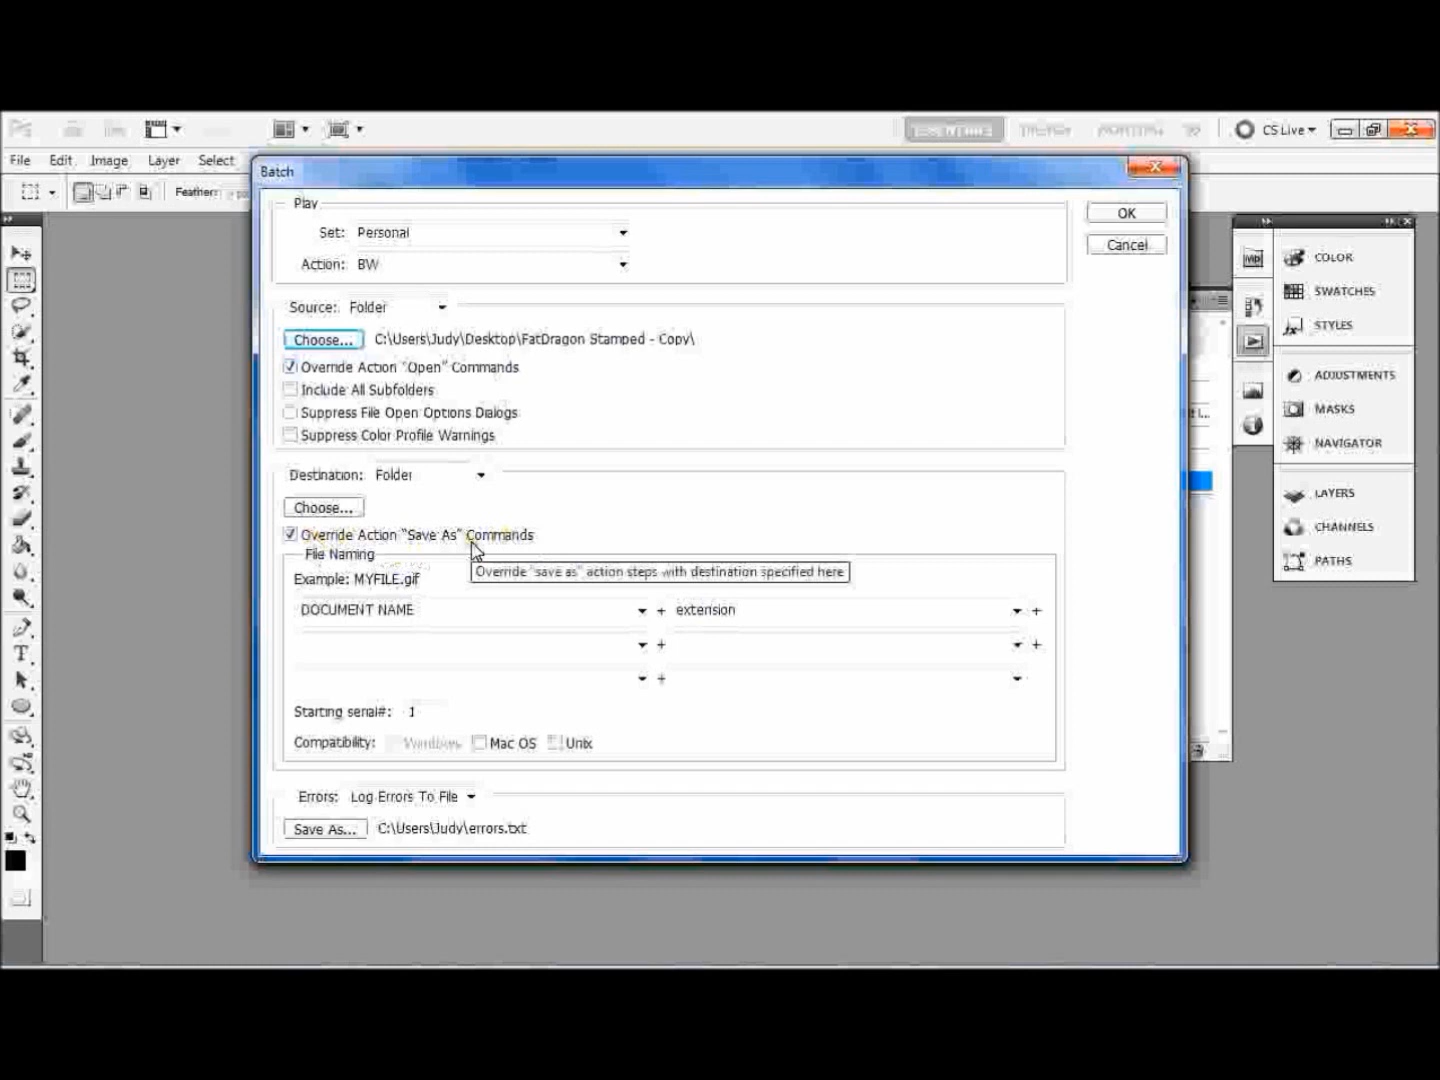 CS Live
File Edit Image Layer Select
Feather:
Batch
Play
Set: Personal
Action: BW
OK
Cancel
Source: Folder
Choose... C:\Users\Judy\Desktop\FatDragon Stamped - Copy\
Override Action "Open" Commands
Include All Subfolders
Suppress File Open Options Dialogs
Suppress Color Profile Warnings
Destination: Folder
Choose...
Override Action "Save As" Commands
File Naming
Override "save as" action steps with destination specified here
Example: MYFILE.gif
DOCUMENT NAME + extension +
+ +
+
Starting serial#: 1
Compatibility: Windows Mac OS Unix
Errors: Log Errors To File
Save As... C:\Users\Judy\errors.txt
COLOR
SWATCHES
STYLES
ADJUSTMENTS
MASKS
NAVIGATOR
LAYERS
CHANNELS
PATHS